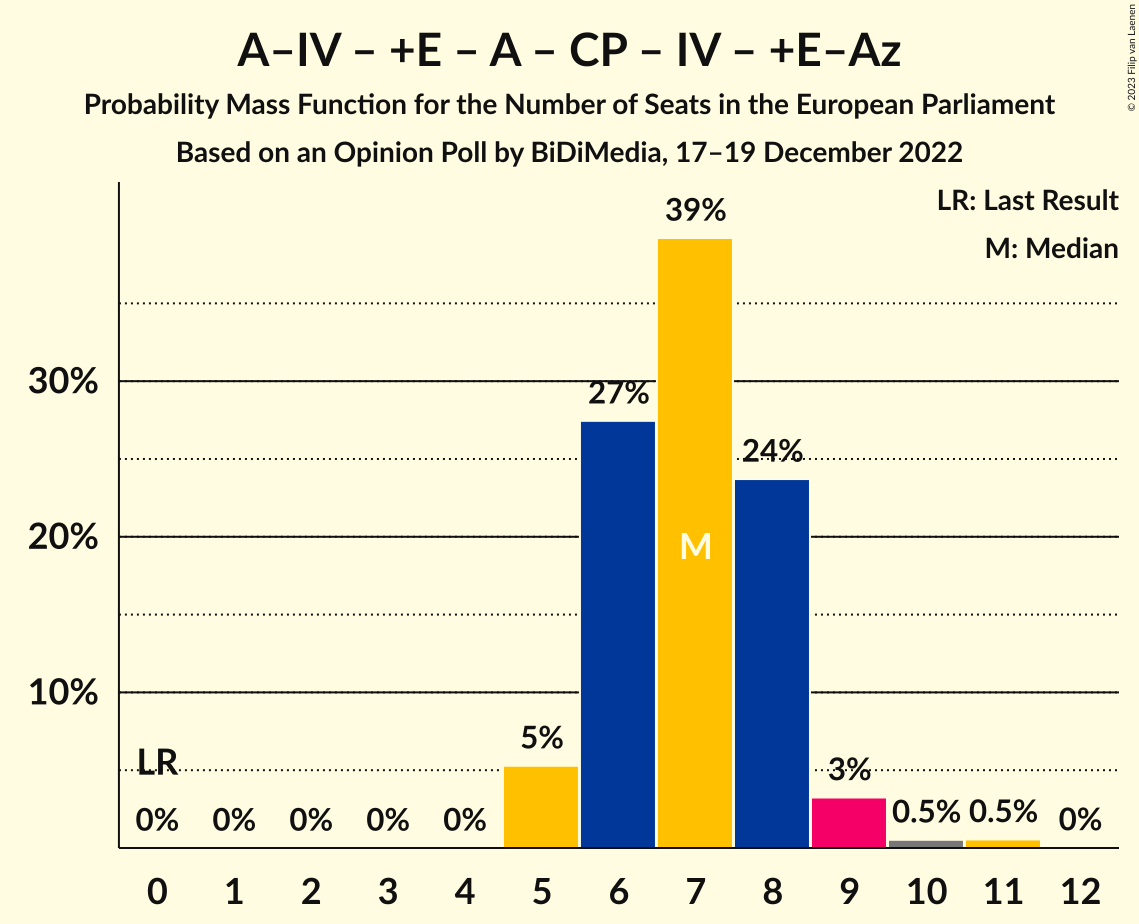 A–IV – +E – A – CP – IV – +E–Az
Probability Mass Function for the Number of Seats in the European Parliament
Based on an Opinion Poll by BiDiMedia, 17–19 December 2022
© 2023 Filip van Laenen
LR: Last Result
M: Median
39%
30%
27%
24%
20%
M
10%
5%
LR
3%
0% 0% 0% 0% 0% 0.5% 0.5% 0%
0 1 2 3 4 5 6 7 8 9 10 11 12